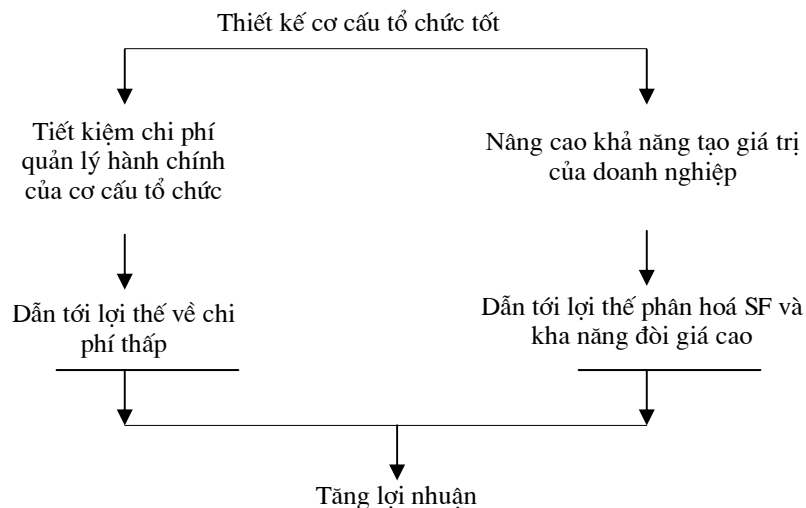 Thiết kế cơ cấu tổ chức tốt
Tiết kiệm chi phí
quản lý hành chính
của cơ cấu tổ chức
Nâng cao khả năng tạo giá trị
của doanh nghiệp
Dẫn tới lợi thế về chi
phí thấp
Dẫn tới lợi thế phân hoá SF và
kha năng đòi giá cao
Tăng lợi nhuận